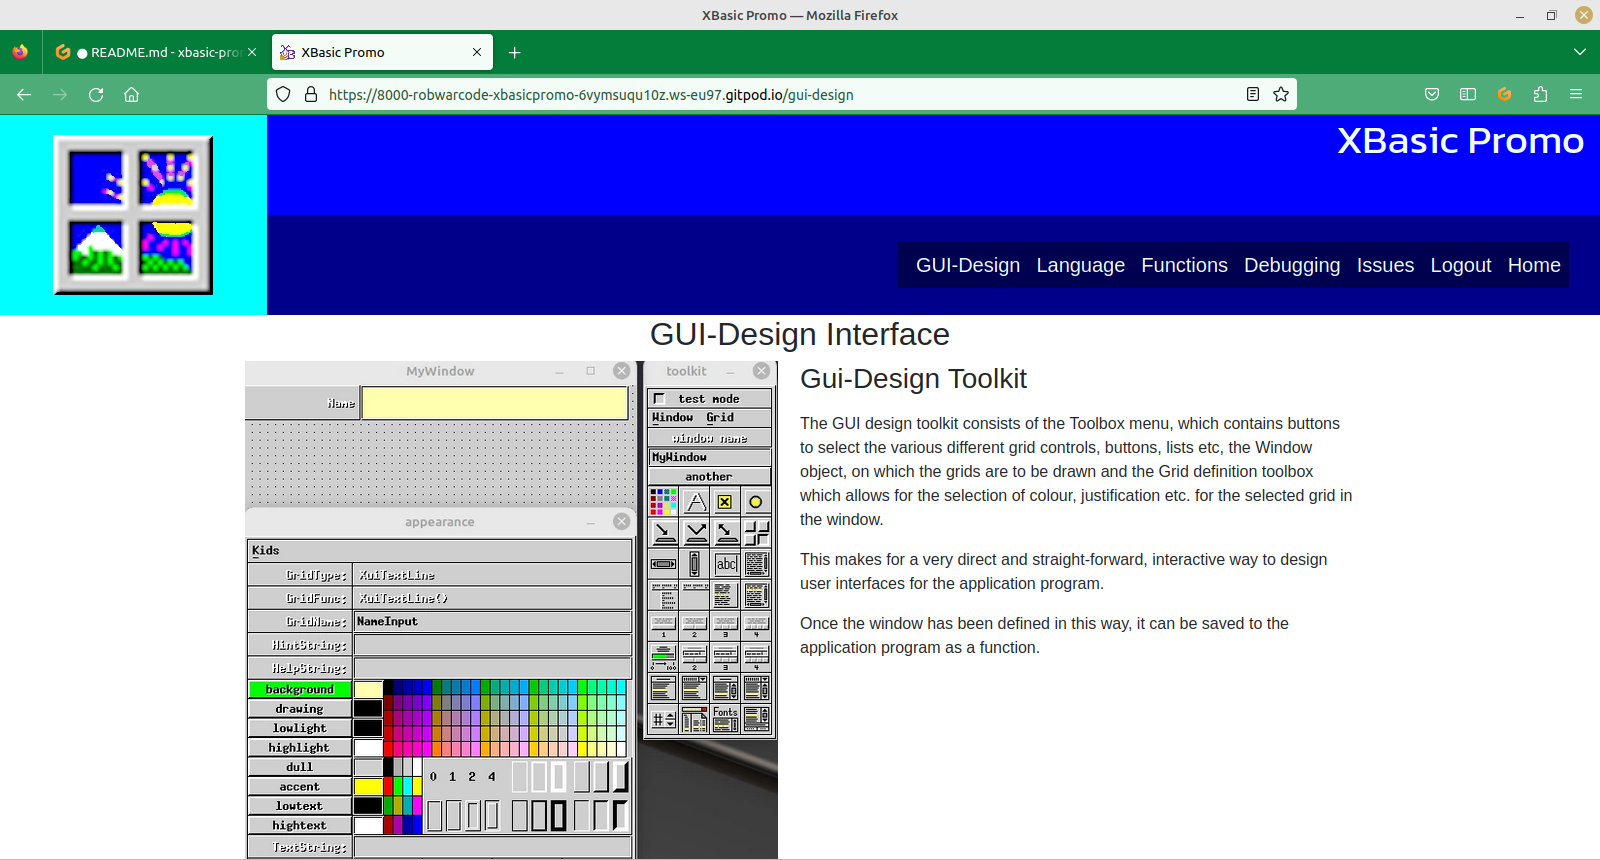 XBasic Promo — Mozilla Firefox
README.md - xbasic-pro
XBasic Promo
https://8000-robwarcode-xbasicpromo-6vymsuqu10z.ws-eu97.gitpod.io/gui-design
XBasic Promo
GUI-Design Language Functions Debugging Issues Logout Home
GUI-Design Interface
MyWindow
Name
appearance
Kids
GridType: XuiTextLine
GridFunc: XuiTextLine()
GridName: NameInput
HintString:
HelpString:
background
drawing
lowlight
highlight
dull
accent
lowtext
hightext
0 1 2 4
TextString:
toolkit
test mode
Window Grid
window name
MyWindow
another
A
abc
1 2 3 4
0 100 2 3 4
# Fonts
Gui-Design Toolkit
The GUI design toolkit consists of the Toolbox menu, which contains buttons
to select the various different grid controls, buttons, lists etc, the Window
object, on which the grids are to be drawn and the Grid definition toolbox
which allows for the selection of colour, justification etc. for the selected grid in
the window.
This makes for a very direct and straight-forward, interactive way to design
user interfaces for the application program.
Once the window has been defined in this way, it can be saved to the
application program as a function.